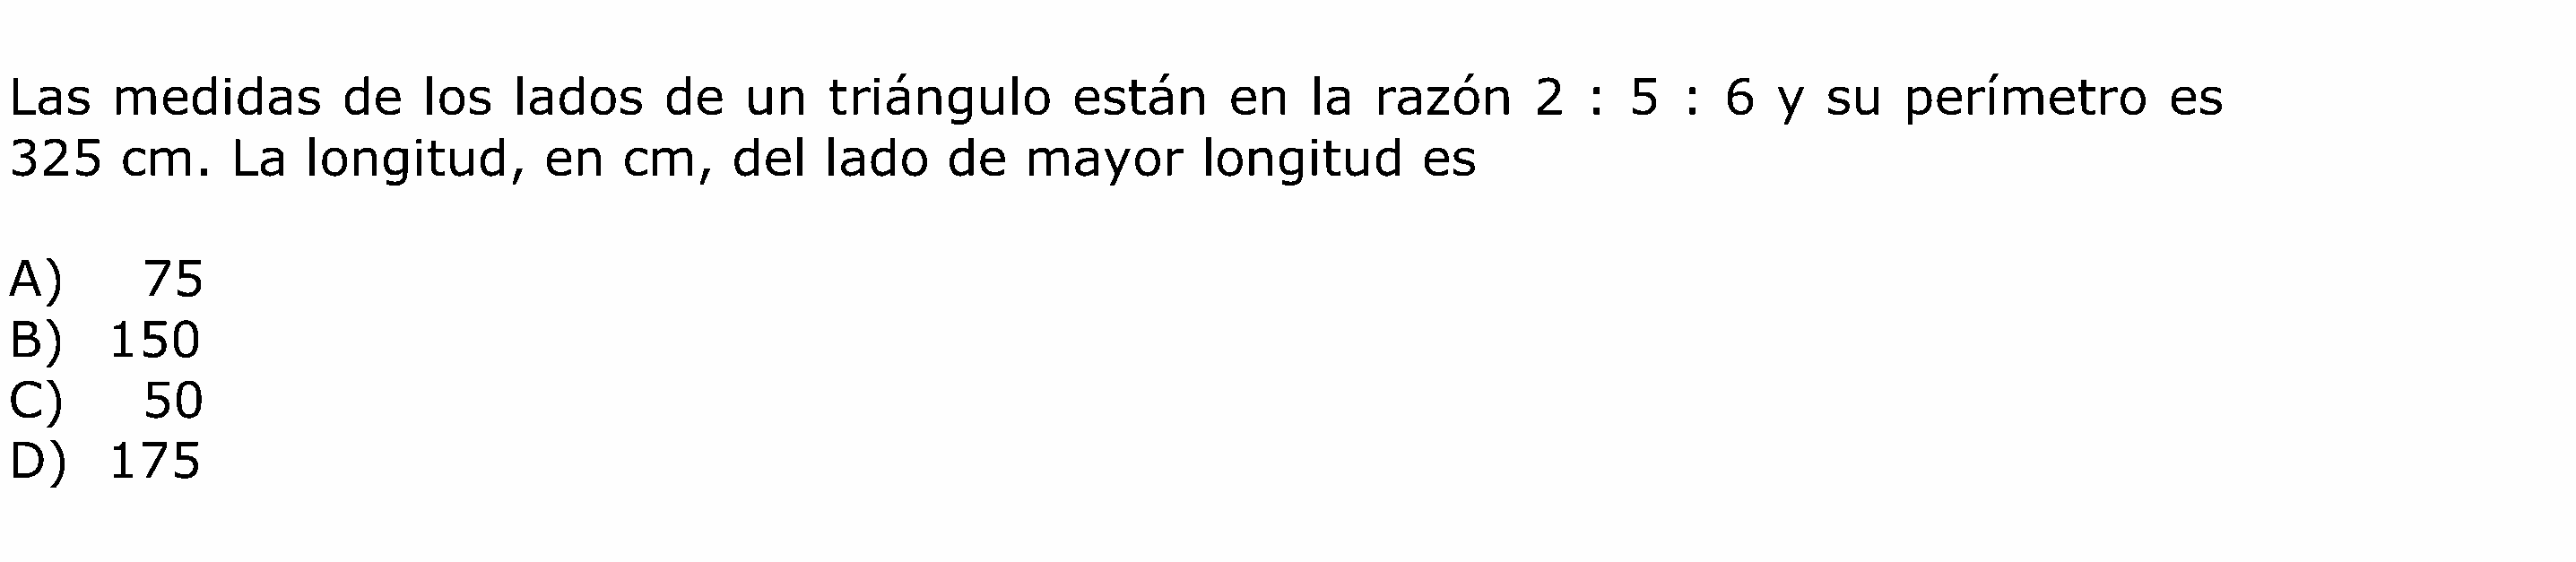 Las medidas de los lados de un triángulo están en la razón 2 : 5 : 6 y su perímetro es
325 cm. La longitud, en cm, del lado de mayor longitud es
A) 75
B) 150
C) 50
D) 175